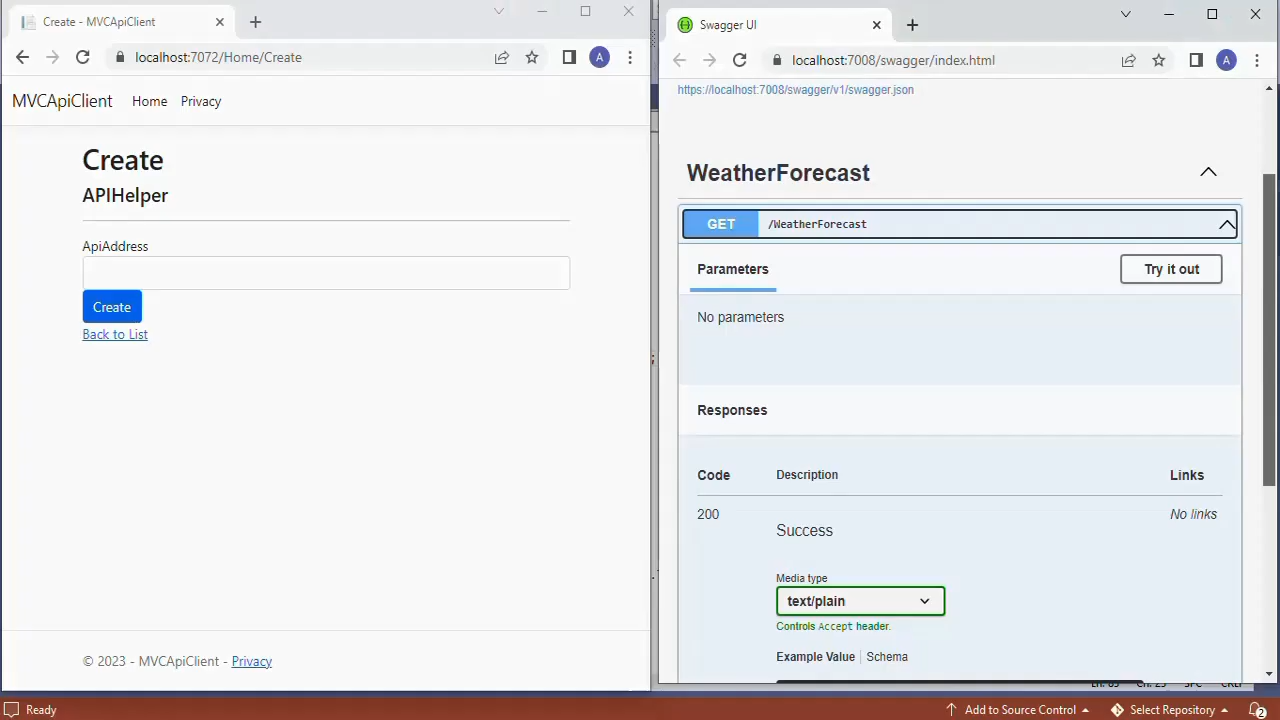 Create - MVCApiClient
localhost:7072/Home/Create
A
MVCApiClient Home Privacy
Create
APIHelper
ApiAddress
Create
Back to List
© 2023 - MVCApiClient - Privacy
Swagger UI
localhost:7008/swagger/index.html
A
https://localhost:7008/swagger/v1/swagger.json
WeatherForecast
GET /WeatherForecast
Parameters Try it out
No parameters
Responses
Code Description Links
200 Success No links
Media type
text/plain
Controls Accept header.
Example Value Schema
Ready Add to Source Control Select Repository 2